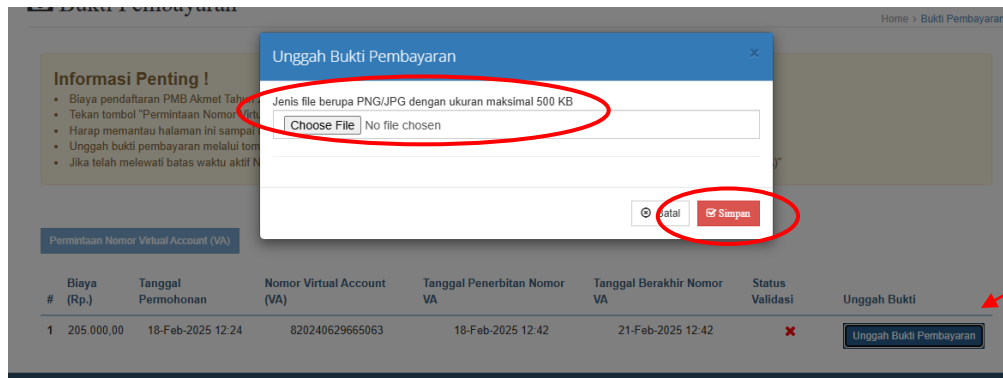 Bukti Pembayaran
Home > Bukti Pembayaran
Unggah Bukti Pembayaran
×
Informasi Penting !
Biaya pendaftaran PMB Akmet Tahun
Tekan tombol "Permintaan Nomor Virtu
Harap memantau halaman ini sampai
Unggah bukti pembayaran melalui tom
Jika telah melewati batas waktu aktif N
)"
Jenis file berupa PNG/JPG dengan ukuran maksimal 500 KB
Choose File No file chosen
Batal
Simpan
Permintaan Nomor Virtual Account (VA)
# Biaya (Rp.) Tanggal Permohonan Nomor Virtual Account (VA) Tanggal Penerbitan Nomor VA Tanggal Berakhir Nomor VA Status Validasi Unggah Bukti
1 205.000,00 18-Feb-2025 12:24 820240629665063 18-Feb-2025 12:42 21-Feb-2025 12:42 Unggah Bukti Pembayaran